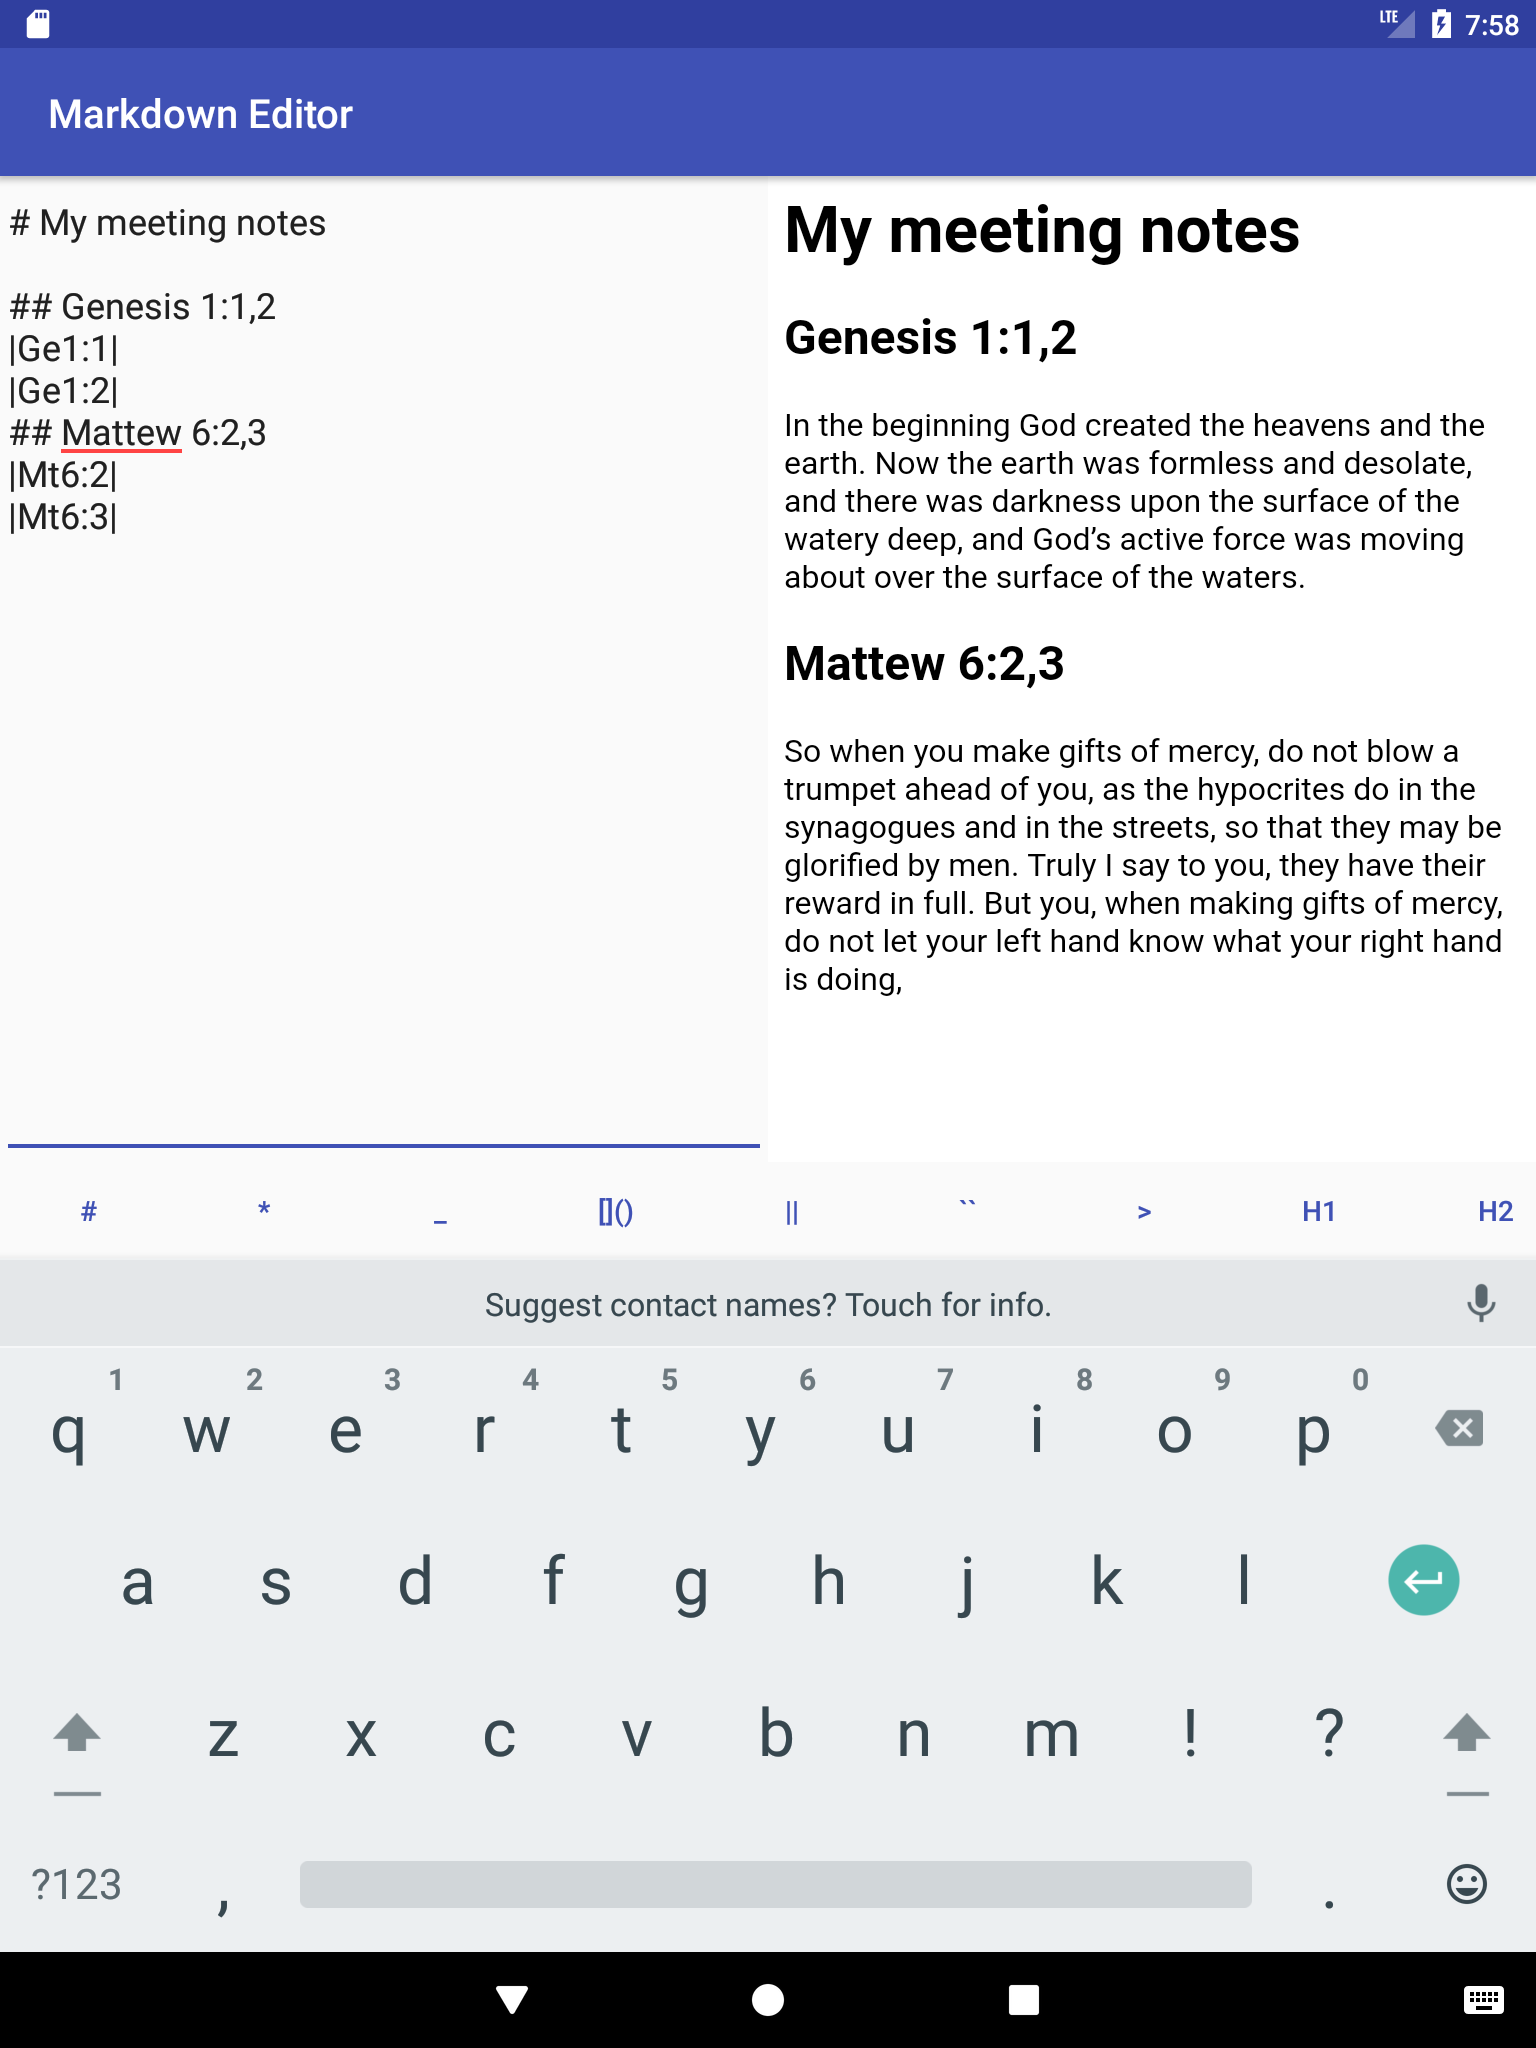 LTE 7:58
Markdown Editor
# My meeting notes
## Genesis 1:1,2
|Ge1:1|
|Ge1:2|
## Mattew 6:2,3
|Mt6:2|
|Mt6:3|
My meeting notes
Genesis 1:1,2
In the beginning God created the heavens and the
earth. Now the earth was formless and desolate,
and there was darkness upon the surface of the
watery deep, and God’s active force was moving
about over the surface of the waters.
Mattew 6:2,3
So when you make gifts of mercy, do not blow a
trumpet ahead of you, as the hypocrites do in the
synagogues and in the streets, so that they may be
glorified by men. Truly I say to you, they have their
reward in full. But you, when making gifts of mercy,
do not let your left hand know what your right hand
is doing,
# * _ []() || `` > H1 H2
Suggest contact names? Touch for info.
1 2 3 4 5 6 7 8 9 0
q w e r t y u i o p
a s d f g h j k l
z x c v b n m ! ?
?123 , .